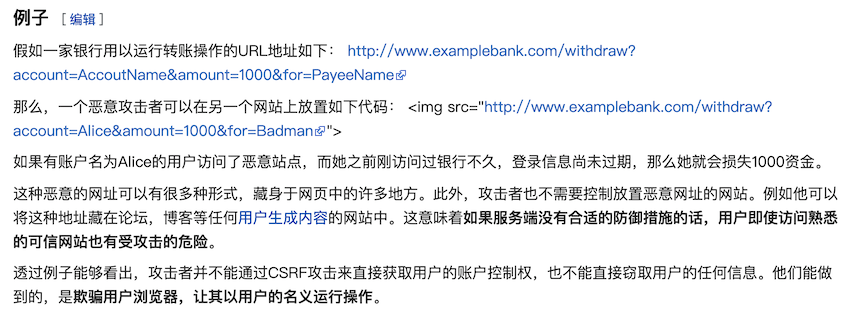 例子 [ 编辑 ]
假如一家银行用以运行转账操作的URL地址如下： http://www.examplebank.com/withdraw?
account=AccoutName&amount=1000&for=PayeeName
那么，一个恶意攻击者可以在另一个网站上放置如下代码： <img src="http://www.examplebank.com/withdraw?
account=Alice&amount=1000&for=Badman">
如果有账户名为Alice的用户访问了恶意站点，而她之前刚访问过银行不久，登录信息尚未过期，那么她就会损失1000资金。
这种恶意的网址可以有很多种形式，藏身于网页中的许多地方。此外，攻击者也不需要控制放置恶意网址的网站。例如他可以
将这种地址藏在论坛，博客等任何用户生成内容的网站中。这意味着如果服务端没有合适的防御措施的话，用户即使访问熟悉
的可信网站也有受攻击的危险。
透过例子能够看出，攻击者并不能通过CSRF攻击来直接获取用户的账户控制权，也不能直接窃取用户的任何信息。他们能做
到的，是欺骗用户浏览器，让其以用户的名义运行操作。